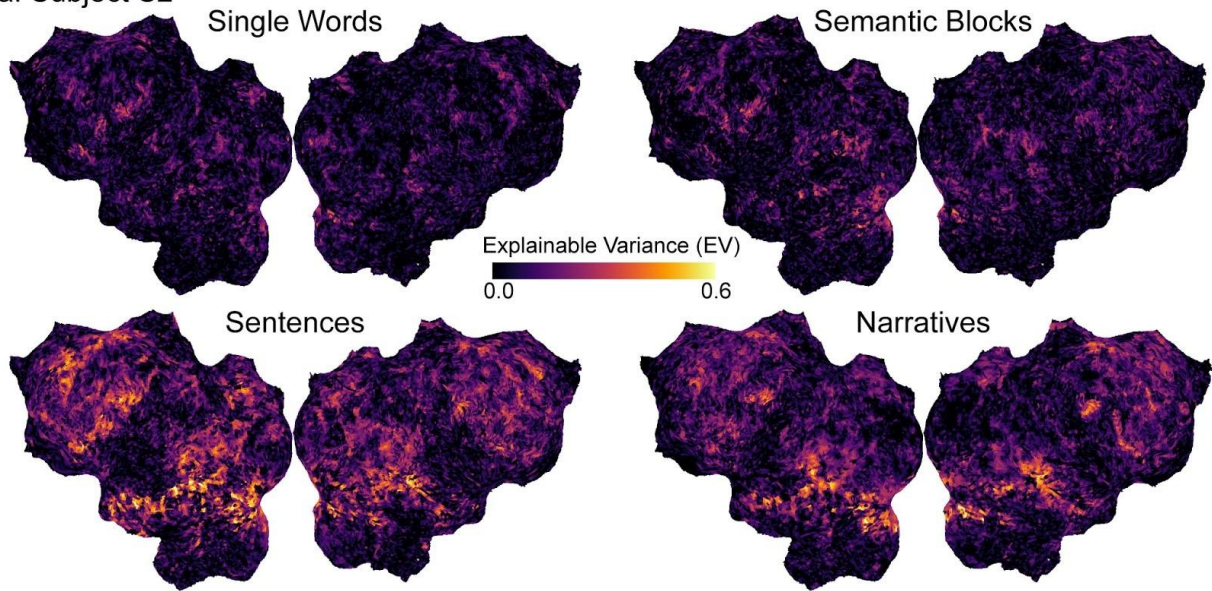 Subject S2
Single Words
Semantic Blocks
Explainable Variance (EV)
0.0
0.6
Sentences
Narratives